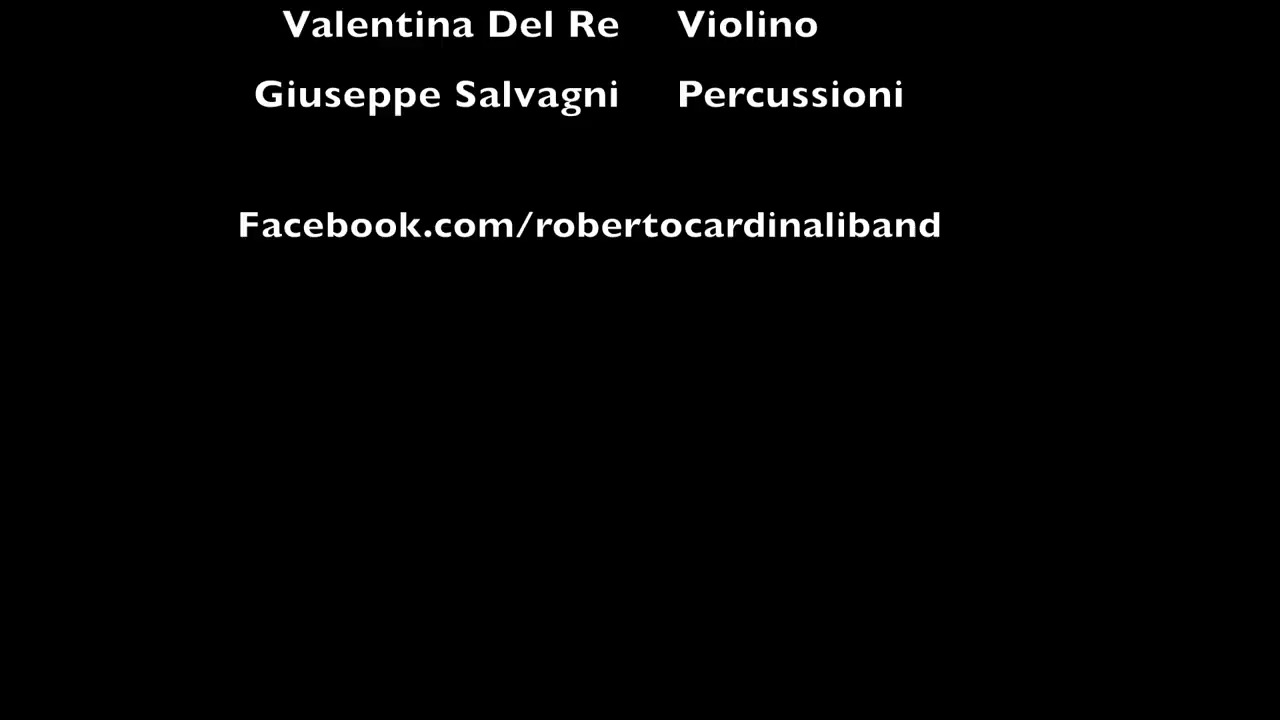 Valentina Del Re Violino
Giuseppe Salvagni Percussioni
Facebook.com/robertocardinaliband